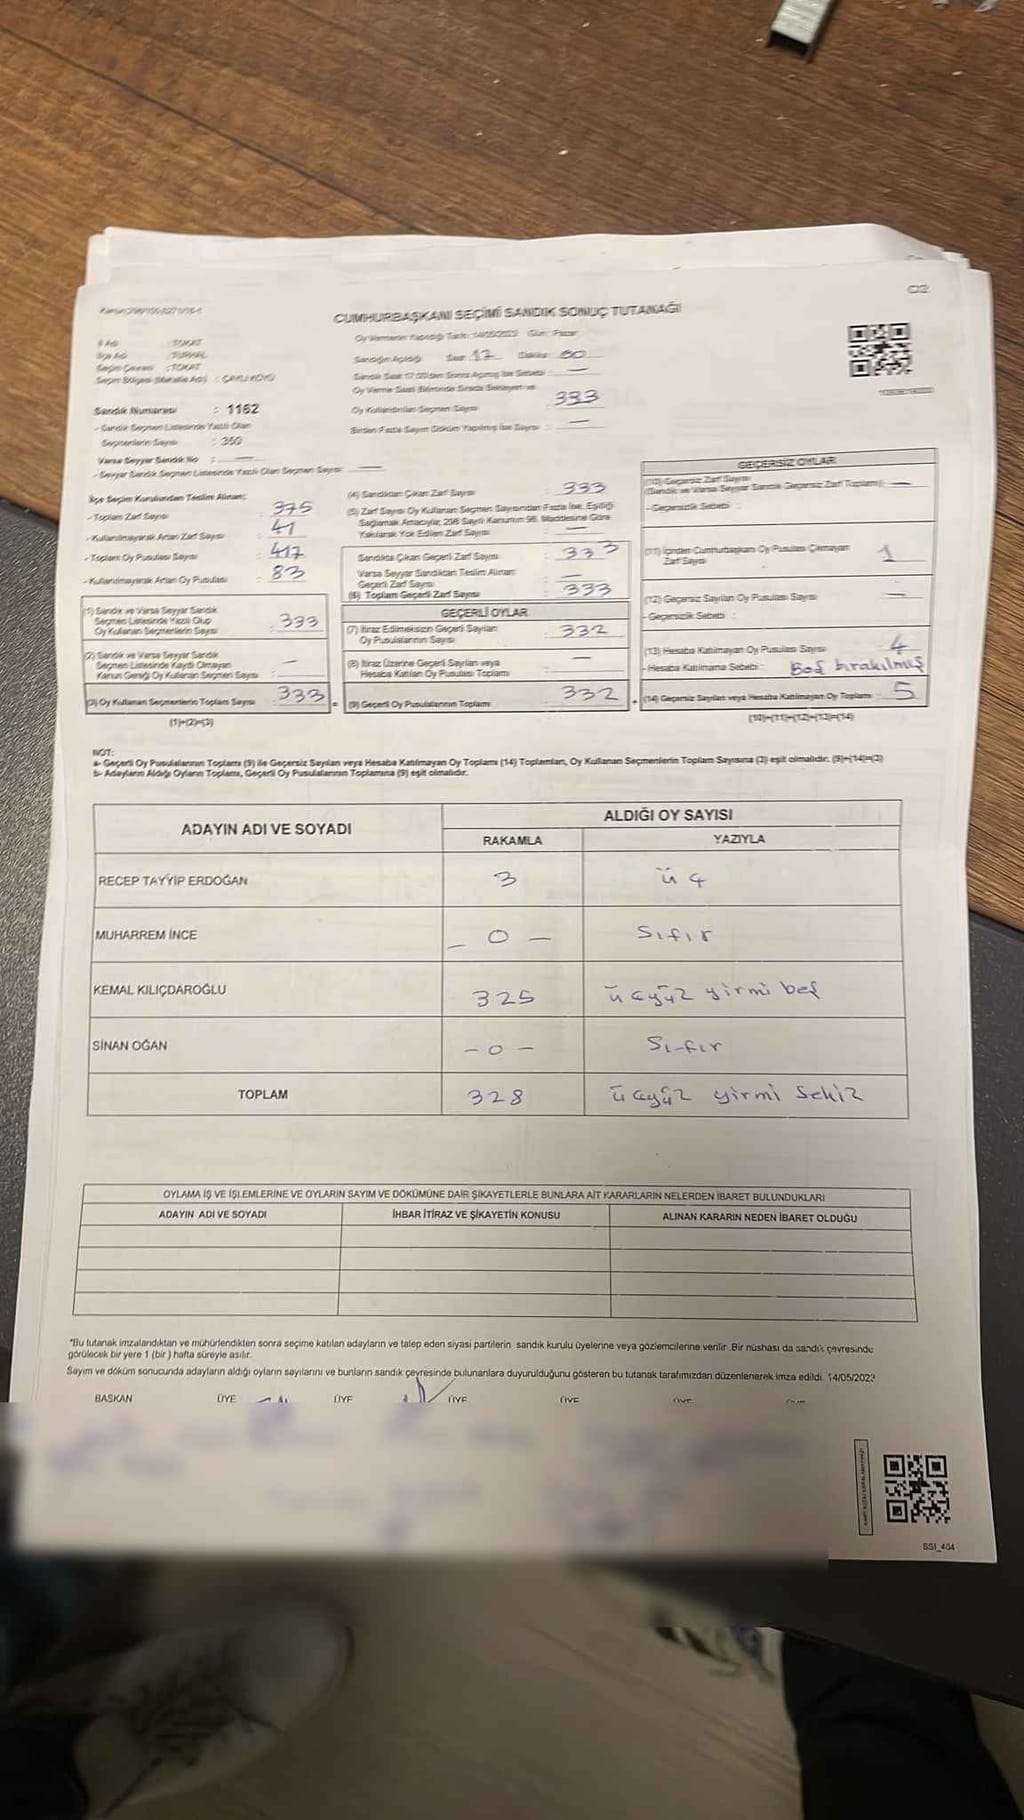 CUMHURBAŞKANI SEÇİMİ SANDIK SONUÇ TUTANAĞI
Oy Vermenin Yapıldığı Tarih: 14/05/2023 Gün: Pazar
İl Adı : TOKAT
İlçe Adı : TURHAL
Seçim Çevresi : TOKAT
Seçim Bölgesi (Mahalle Adı) : ÇAYLI KÖYÜ
Sandığın Açıldığı Saat 17 Dakika 00
Oy Verme Saati Bitiminde Sırada Bekleyen ve
Oy Kullandırılan Seçmen Sayısı 333
Birden Fazla Sayım Döküm Yapılmış İse Sayısı : —
Sandık Numarası : 1162
- Sandık Seçmen Listesinde Yazılı Olan
Seçmenlerin Sayısı : 350
Varsa Seyyar Sandık No : —
- Seyyar Sandık Seçmen Listesinde Yazılı Olan Seçmen Sayısı : —
İlçe Seçim Kurulundan Teslim Alınan;
- Toplam Zarf Sayısı : 375
- Kullanılmayarak Artan Zarf Sayısı : 41
- Toplam Oy Pusulası Sayısı : 417
- Kullanılmayarak Artan Oy Pusulası : 83
(1) Sandık ve Varsa Seyyar Sandık
Seçmen Listesinde Yazılı Olup
Oy Kullanan Seçmenlerin Sayısı : 333
(2) Sandık ve Varsa Seyyar Sandık
Seçmen Listesinde Kaydı Olmayan
Kanun Gereği Oy Kullanan Seçmen Sayısı : —
(3) Oy Kullanan Seçmenlerin Toplam Sayısı : 333
(1)+(2)=(3)
(4) Sandıktan Çıkan Zarf Sayısı : 333
(5) Zarf Sayısı Oy Kullanan Seçmen Sayısından Fazla İse, Eşitliği
Sağlamak Amacıyla; 298 Sayılı Kanunun 98. Maddesine Göre
Yakılarak Yok Edilen Zarf Sayısı : —
Sandıkta Çıkan Geçerli Zarf Sayısı : 333
Varsa Seyyar Sandıktan Teslim Alınan
Geçerli Zarf Sayısı : —
(6) Toplam Geçerli Zarf Sayısı : 333
GEÇERLİ OYLAR
(7) İtiraz Edilmeksizin Geçerli Sayılan
Oy Pusulalarının Sayısı : 332
(8) İtiraz Üzerine Geçerli Sayılan veya
Hesaba Katılan Oy Pusulası Toplamı : —
(9) Geçerli Oy Pusulalarının Toplamı : 332
GEÇERSİZ OYLAR
(10) Geçersiz Zarf Sayısı
(Sandık ve Varsa Seyyar Sandık Geçersiz Zarf Toplamı) : —
- Geçersizlik Sebebi :
(11) İçinden Cumhurbaşkanı Oy Pusulası Çıkmayan
Zarf Sayısı : 1
(12) Geçersiz Sayılan Oy Pusulası Sayısı : —
- Geçersizlik Sebebi :
(13) Hesaba Katılmayan Oy Pusulası Sayısı : 4
- Hesaba Katılmama Sebebi : Boş bırakılmış
(14) Geçersiz Sayılan veya Hesaba Katılmayan Oy Toplamı : 5
(10)+(11)+(12)+(13)=(14)
NOT:
a- Geçerli Oy Pusulalarının Toplamı (9) ile Geçersiz Sayılan veya Hesaba Katılmayan Oy Toplamı (14) Toplamları, Oy Kullanan Seçmenlerin Toplam Sayısına (3) eşit olmalıdır. (9)+(14)=(3)
b- Adayların Aldığı Oyların Toplamı, Geçerli Oy Pusulalarının Toplamına (9) eşit olmalıdır.
ADAYIN ADI VE SOYADI ALDIĞI OY SAYISI
RAKAMLA YAZIYLA
RECEP TAYYİP ERDOĞAN 3 üç
MUHARREM İNCE — 0 — Sıfır
KEMAL KILIÇDAROĞLU 325 üçyüz yirmi beş
SİNAN OĞAN — 0 — Sıfır
TOPLAM 328 üçyüz yirmi sekiz
OYLAMA İŞ VE İŞLEMLERİNE VE OYLARIN SAYIM VE DÖKÜMÜNE DAİR ŞİKAYETLERLE BUNLARA AİT KARARLARIN NELERDEN İBARET BULUNDUKLARI
ADAYIN ADI VE SOYADI İHBAR İTİRAZ VE ŞİKAYETİN KONUSU ALINAN KARARIN NEDEN İBARET OLDUĞU
"Bu tutanak imzalandıktan ve mühürlendikten sonra seçime katılan adayların ve talep eden siyasi partilerin sandık kurulu üyelerine veya gözlemcilerine verilir. Bir nüshası da sandık çevresinde
görülecek bir yere 1 (bir) hafta süreyle asılır.
Sayım ve döküm sonucunda adayların aldığı oyların sayılarını ve bunların sandık çevresinde bulunanlara duyurulduğunu gösteren bu tutanak tarafımızdan düzenlenerek imza edildi. 14/05/2023
BAŞKAN ÜYE ÜYE ÜYE ÜYE ÜYE
SSI_404